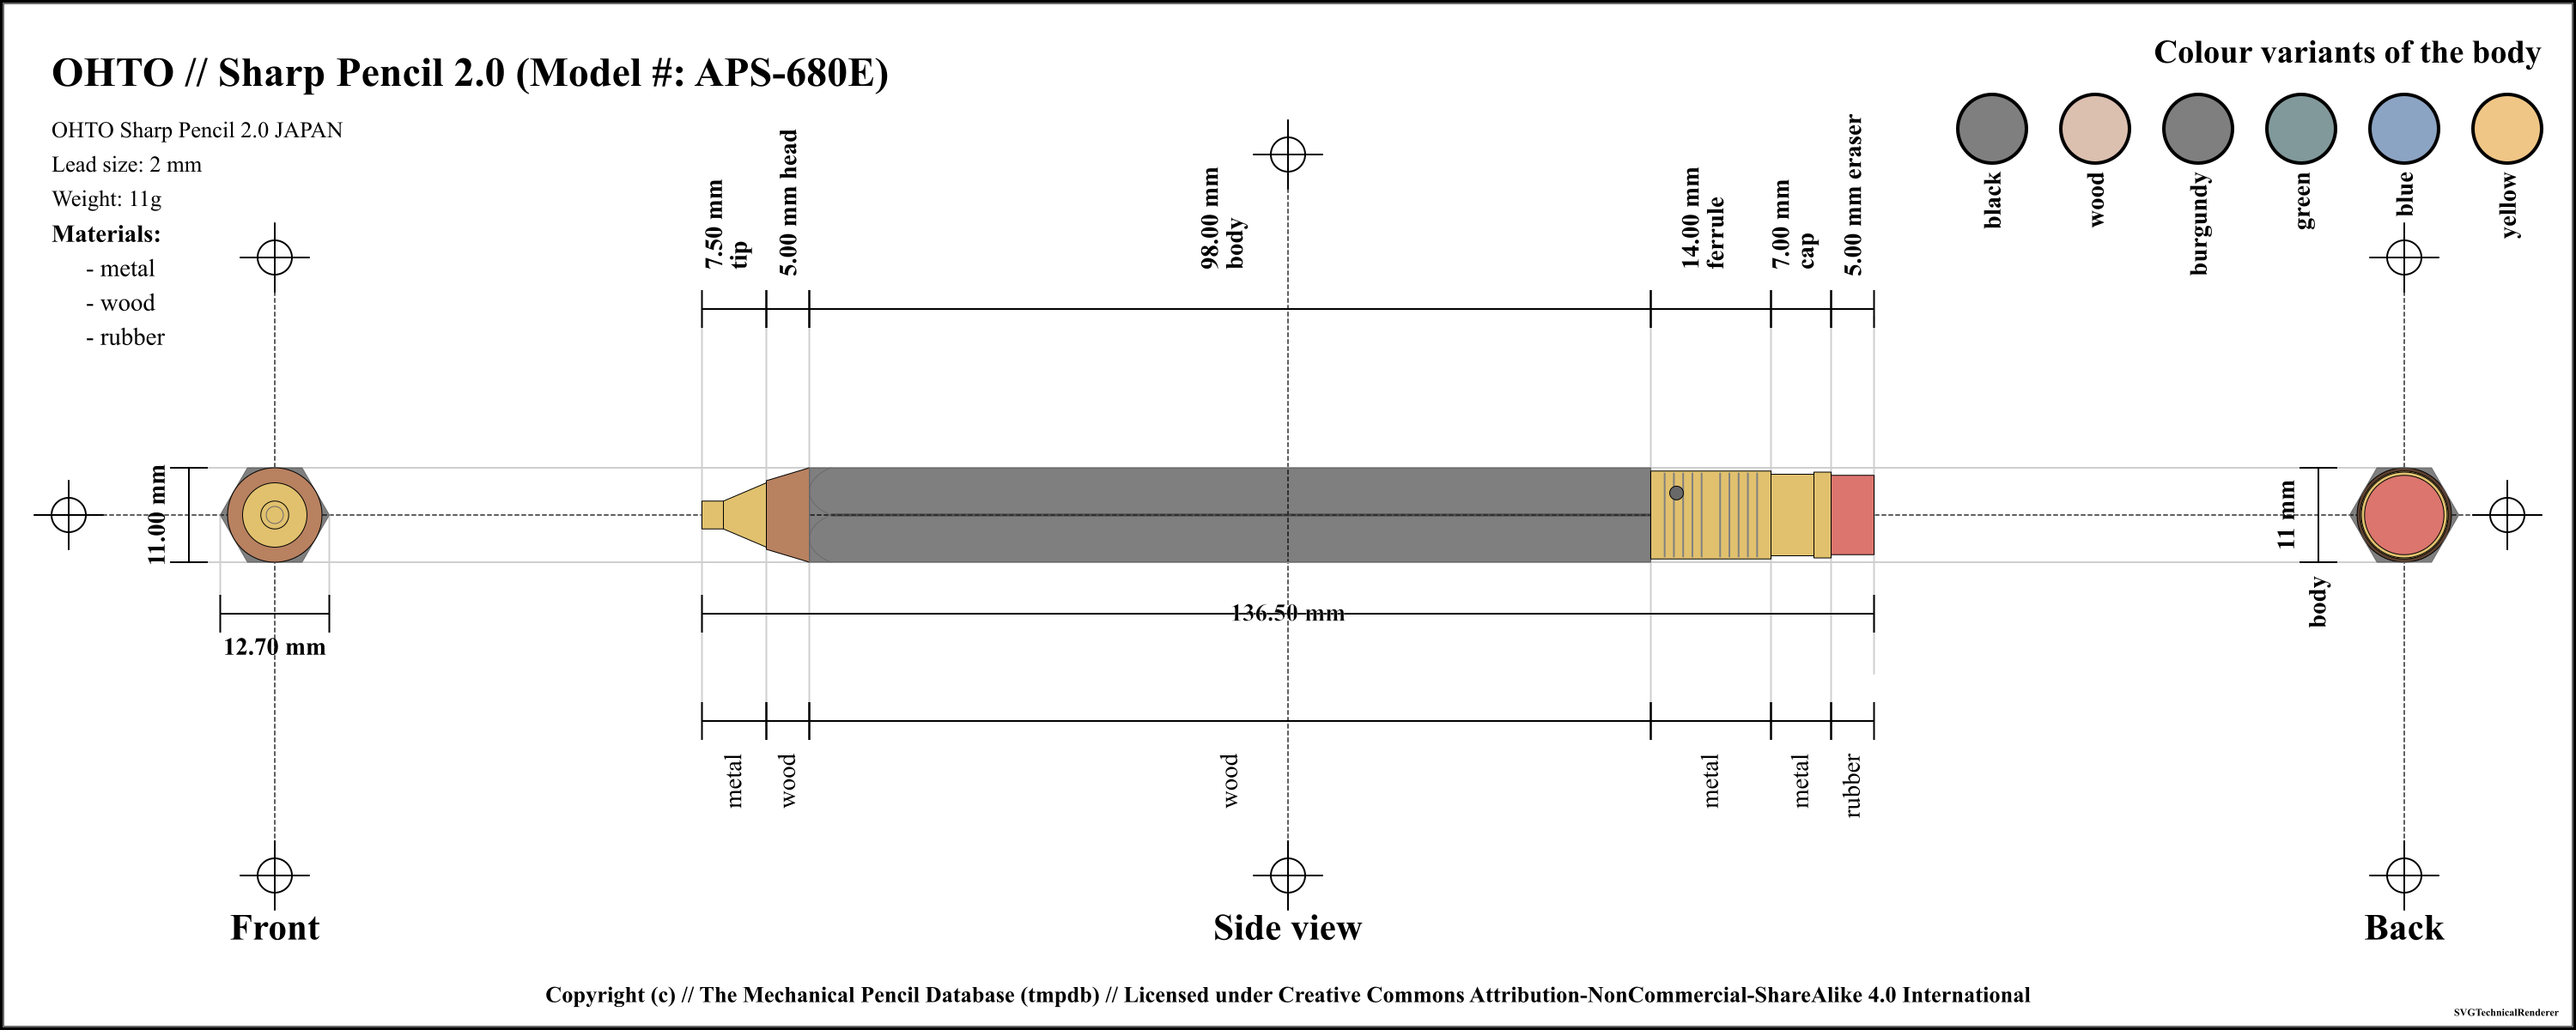 OHTO // Sharp Pencil 2.0 (Model #: APS-680E)
OHTO Sharp Pencil 2.0 JAPAN
Lead size: 2 mm
Weight: 11g
Materials:
- metal
- wood
- rubber
Colour variants of the body
black
wood
burgundy
green
blue
yellow
7.50 mm
tip
5.00 mm head
98.00 mm
body
14.00 mm
ferrule
7.00 mm
cap
5.00 mm eraser
11.00 mm
12.70 mm
136.50 mm
11 mm
body
metal
wood
wood
metal
metal
rubber
Front
Side view
Back
Copyright (c) // The Mechanical Pencil Database (tmpdb) // Licensed under Creative Commons Attribution-NonCommercial-ShareAlike 4.0 International
SVGTechnicalRenderer